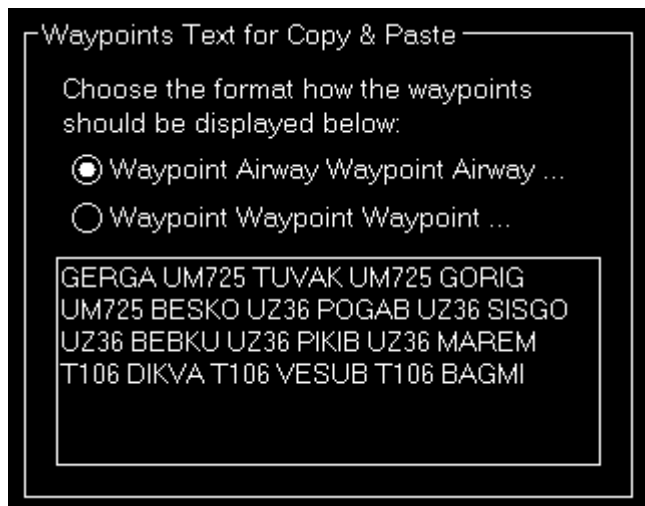 Waypoints Text for Copy & Paste
Choose the format how the waypoints
should be displayed below:
Waypoint Airway Waypoint Airway ...
Waypoint Waypoint Waypoint ...
GERGA UM725 TUVAK UM725 GORIG
UM725 BESKO UZ36 POGAB UZ36 SISGO
UZ36 BEBKU UZ36 PIKIB UZ36 MAREM
T106 DIKVA T106 VESUB T106 BAGMI